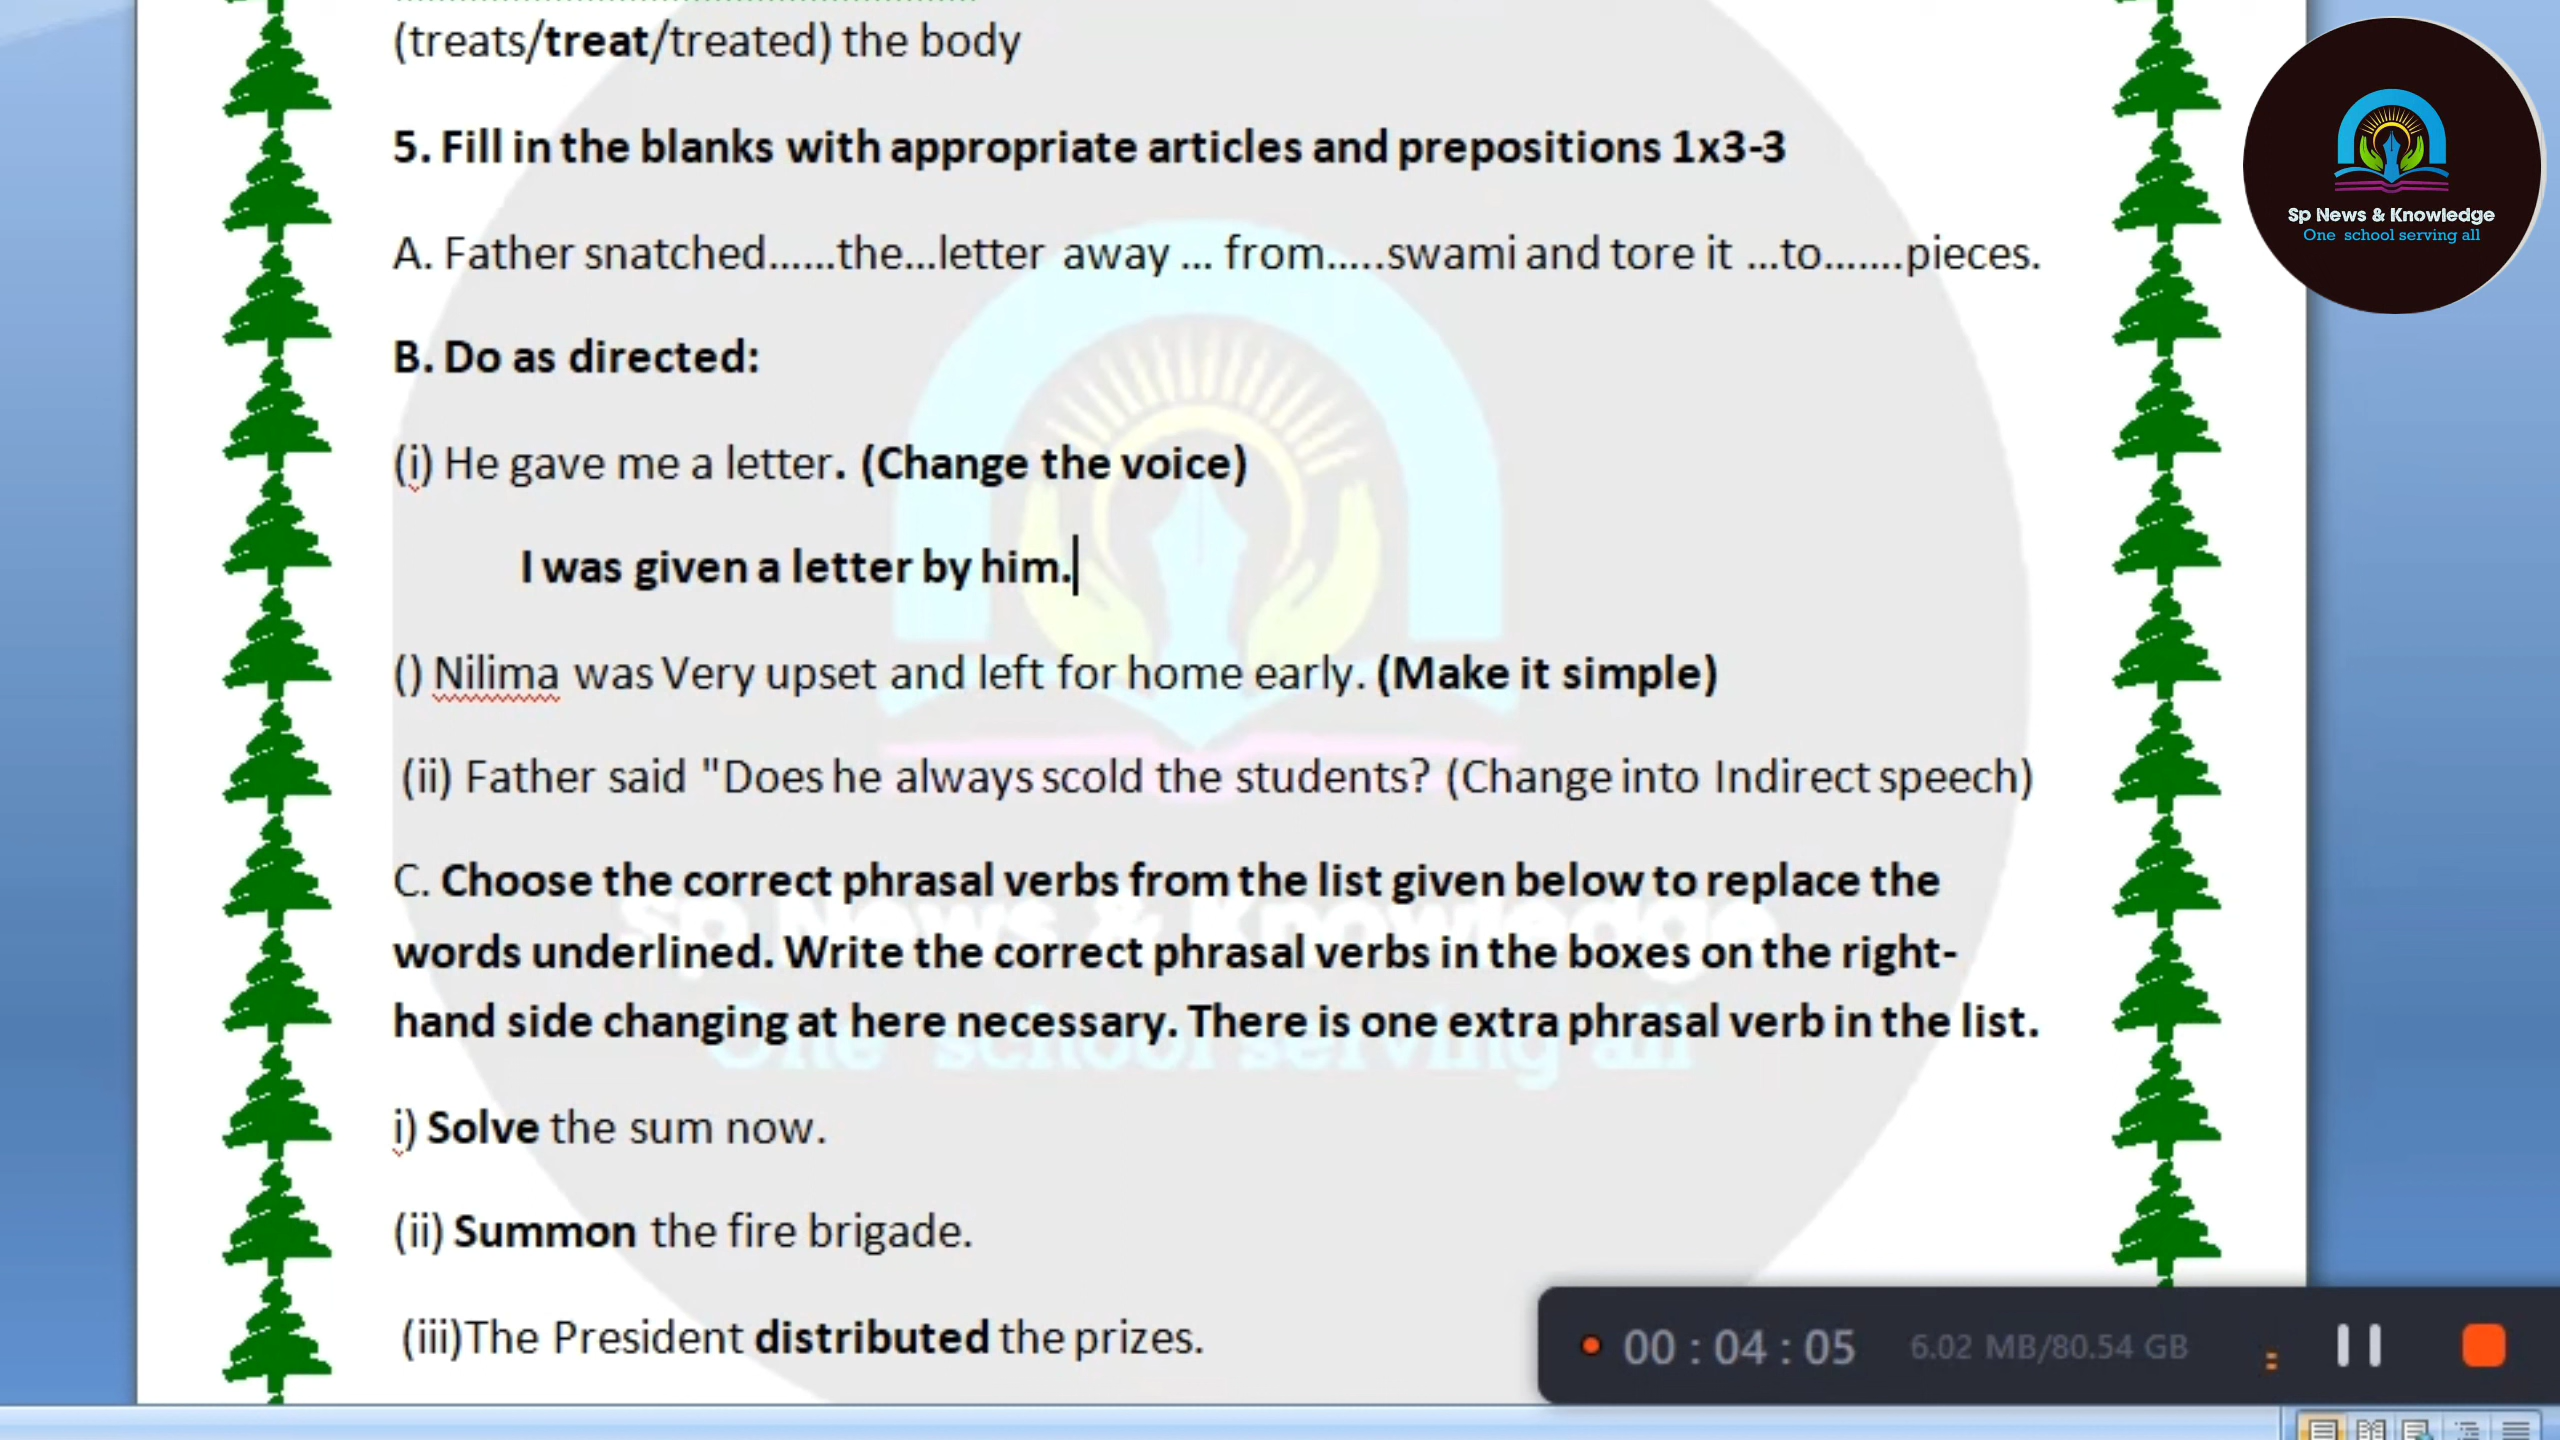 (treats/treat/treated) the body
5. Fill in the blanks with appropriate articles and prepositions 1x3-3
A. Father snatched......the...letter away ... from.....swami and tore it ...to.......pieces.
B. Do as directed:
(i) He gave me a letter. (Change the voice)
I was given a letter by him.
() Nilima was Very upset and left for home early. (Make it simple)
(ii) Father said "Does he always scold the students? (Change into Indirect speech)
C. Choose the correct phrasal verbs from the list given below to replace the
words underlined. Write the correct phrasal verbs in the boxes on the right-
hand side changing at here necessary. There is one extra phrasal verb in the list.
i) Solve the sum now.
(ii) Summon the fire brigade.
(iii)The President distributed the prizes.
Sp News & Knowledge
One school serving all
Sp News & Knowledge
One school serving all
00 : 04 : 05
6.02 MB/80.54 GB